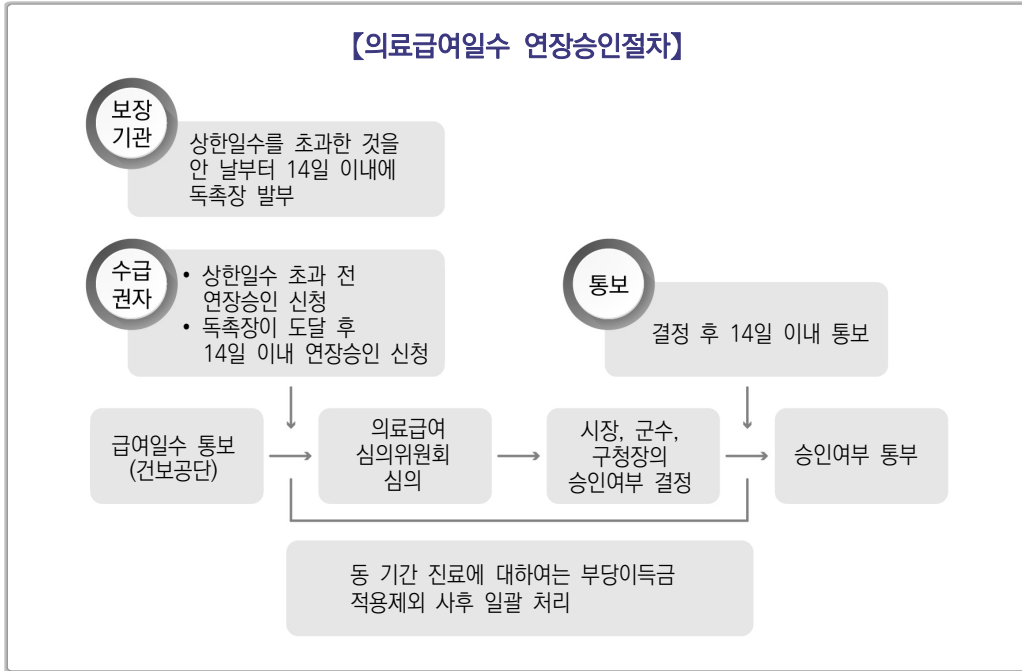 【의료급여일수 연장승인절차】
보장
기관
상한일수를 초과한 것을
안 날부터 14일 이내에
독촉장 발부
수급
권자
• 상한일수 초과 전
연장승인 신청
• 독촉장이 도달 후
14일 이내 연장승인 신청
통보
결정 후 14일 이내 통보
급여일수 통보
(건보공단)
의료급여
심의위원회
심의
시장, 군수,
구청장의
승인여부 결정
승인여부 통부
동 기간 진료에 대하여는 부당이득금
적용제외 사후 일괄 처리